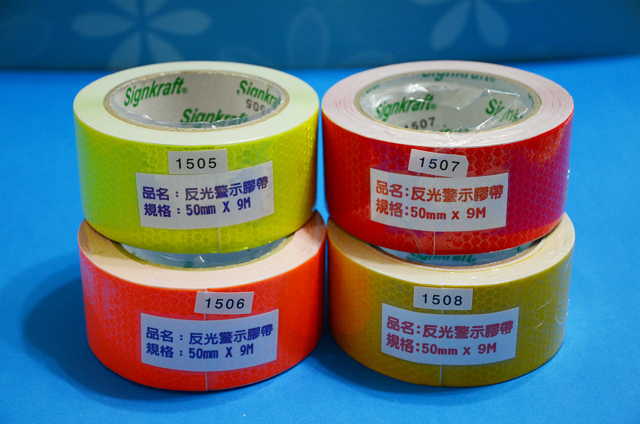 Signkraft®
Signkraft
1505
1505
品名：反光警示膠帶
規格：50mm X 9M
Signkraft
1507
1507
品名:反光警示膠帶
規格:50mm X 9M
1506
品名：反光警示膠帶
規格：50mm X 9M
1508
品名:反光警示膠帶
規格:50mm X 9M